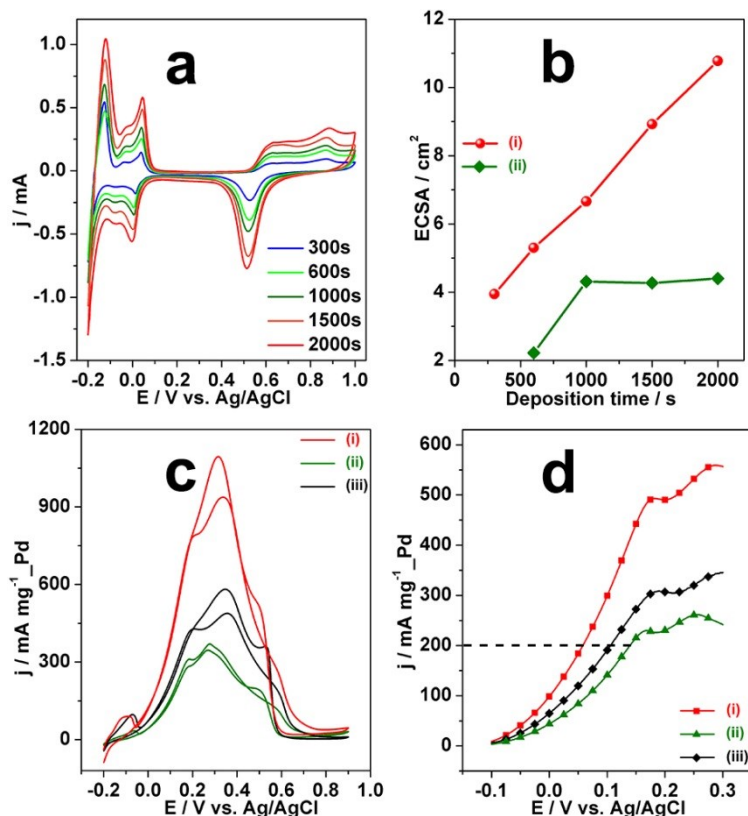 a
1.0
0.5
0.0
-0.5
-1.0
-1.5
j / mA
300s
600s
1000s
1500s
2000s
-0.2 0.0 0.2 0.4 0.6 0.8 1.0
E / V vs. Ag/AgCl
b
12
10
8
6
4
2
ECSA / cm²
(i)
(ii)
0 500 1000 1500 2000
Deposition time / s
c
1200
900
600
300
0
j / mA mg⁻¹_Pd
(i)
(ii)
(iii)
-0.2 0.0 0.2 0.4 0.6 0.8 1.0
E / V vs. Ag/AgCl
d
600
500
400
300
200
100
0
j / mA mg⁻¹_Pd
(i)
(ii)
(iii)
-0.1 0.0 0.1 0.2 0.3
E / V vs. Ag/AgCl